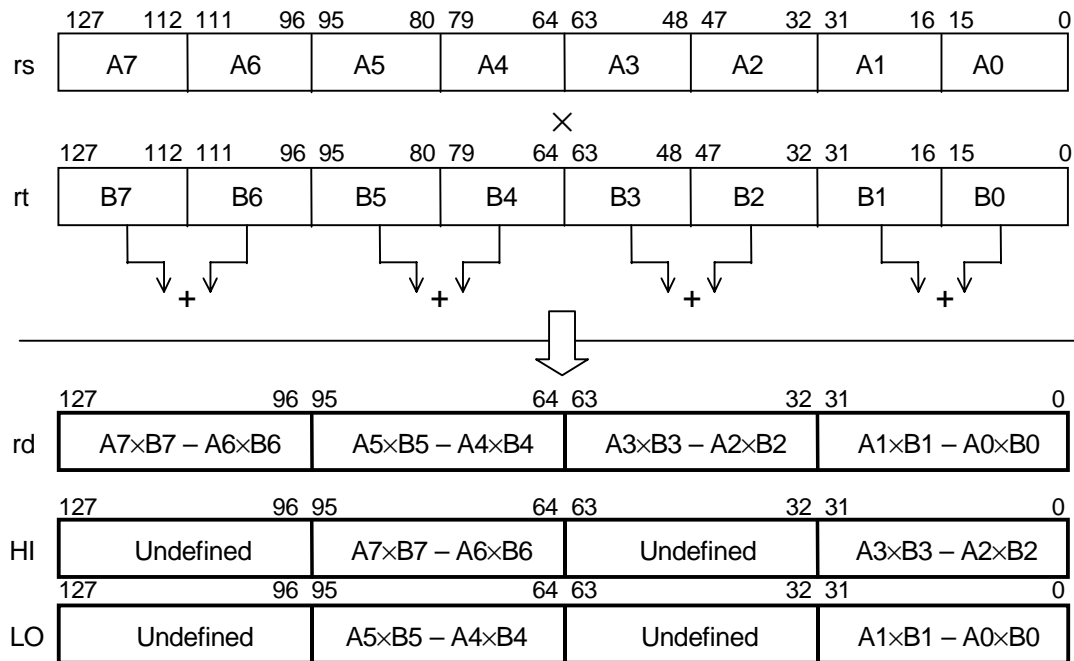 127 112 111 96 95 80 79 64 63 48 47 32 31 16 15 0
rs A7 A6 A5 A4 A3 A2 A1 A0
×
127 112 111 96 95 80 79 64 63 48 47 32 31 16 15 0
rt B7 B6 B5 B4 B3 B2 B1 B0
+ + + +
127 96 95 64 63 32 31 0
rd A7×B7 – A6×B6 A5×B5 – A4×B4 A3×B3 – A2×B2 A1×B1 – A0×B0
127 96 95 64 63 32 31 0
HI Undefined A7×B7 – A6×B6 Undefined A3×B3 – A2×B2
127 96 95 64 63 32 31 0
LO Undefined A5×B5 – A4×B4 Undefined A1×B1 – A0×B0